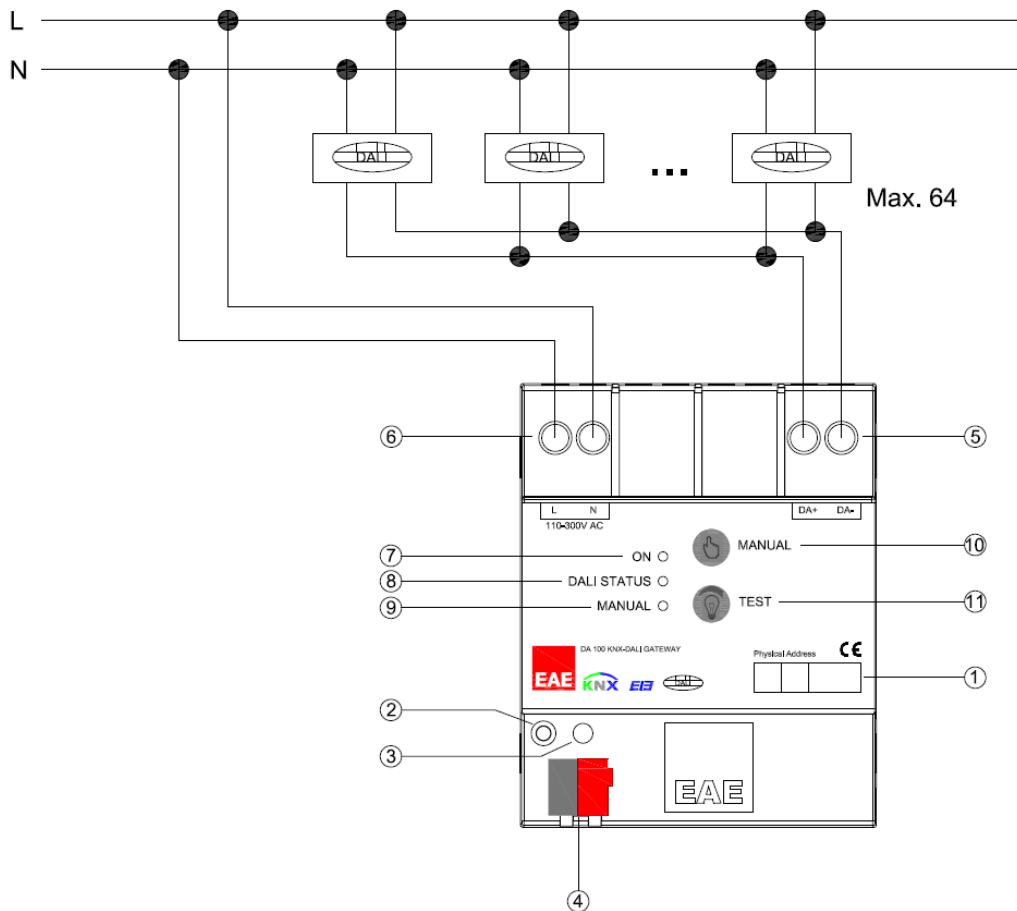 L
N
DALI DALI ... DALI
Max. 64
6 5
L N DA+ DA-
110-300V AC
7 ON MANUAL 10
8 DALI STATUS
9 MANUAL TEST 11
DA 100 KNX-DALI GATEWAY
Physical Address CE
EAE KNX EIB DALI 1
2
3
EAE
4